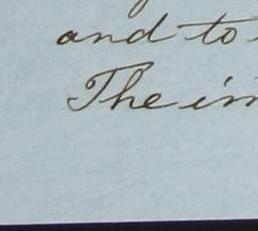 and to
The